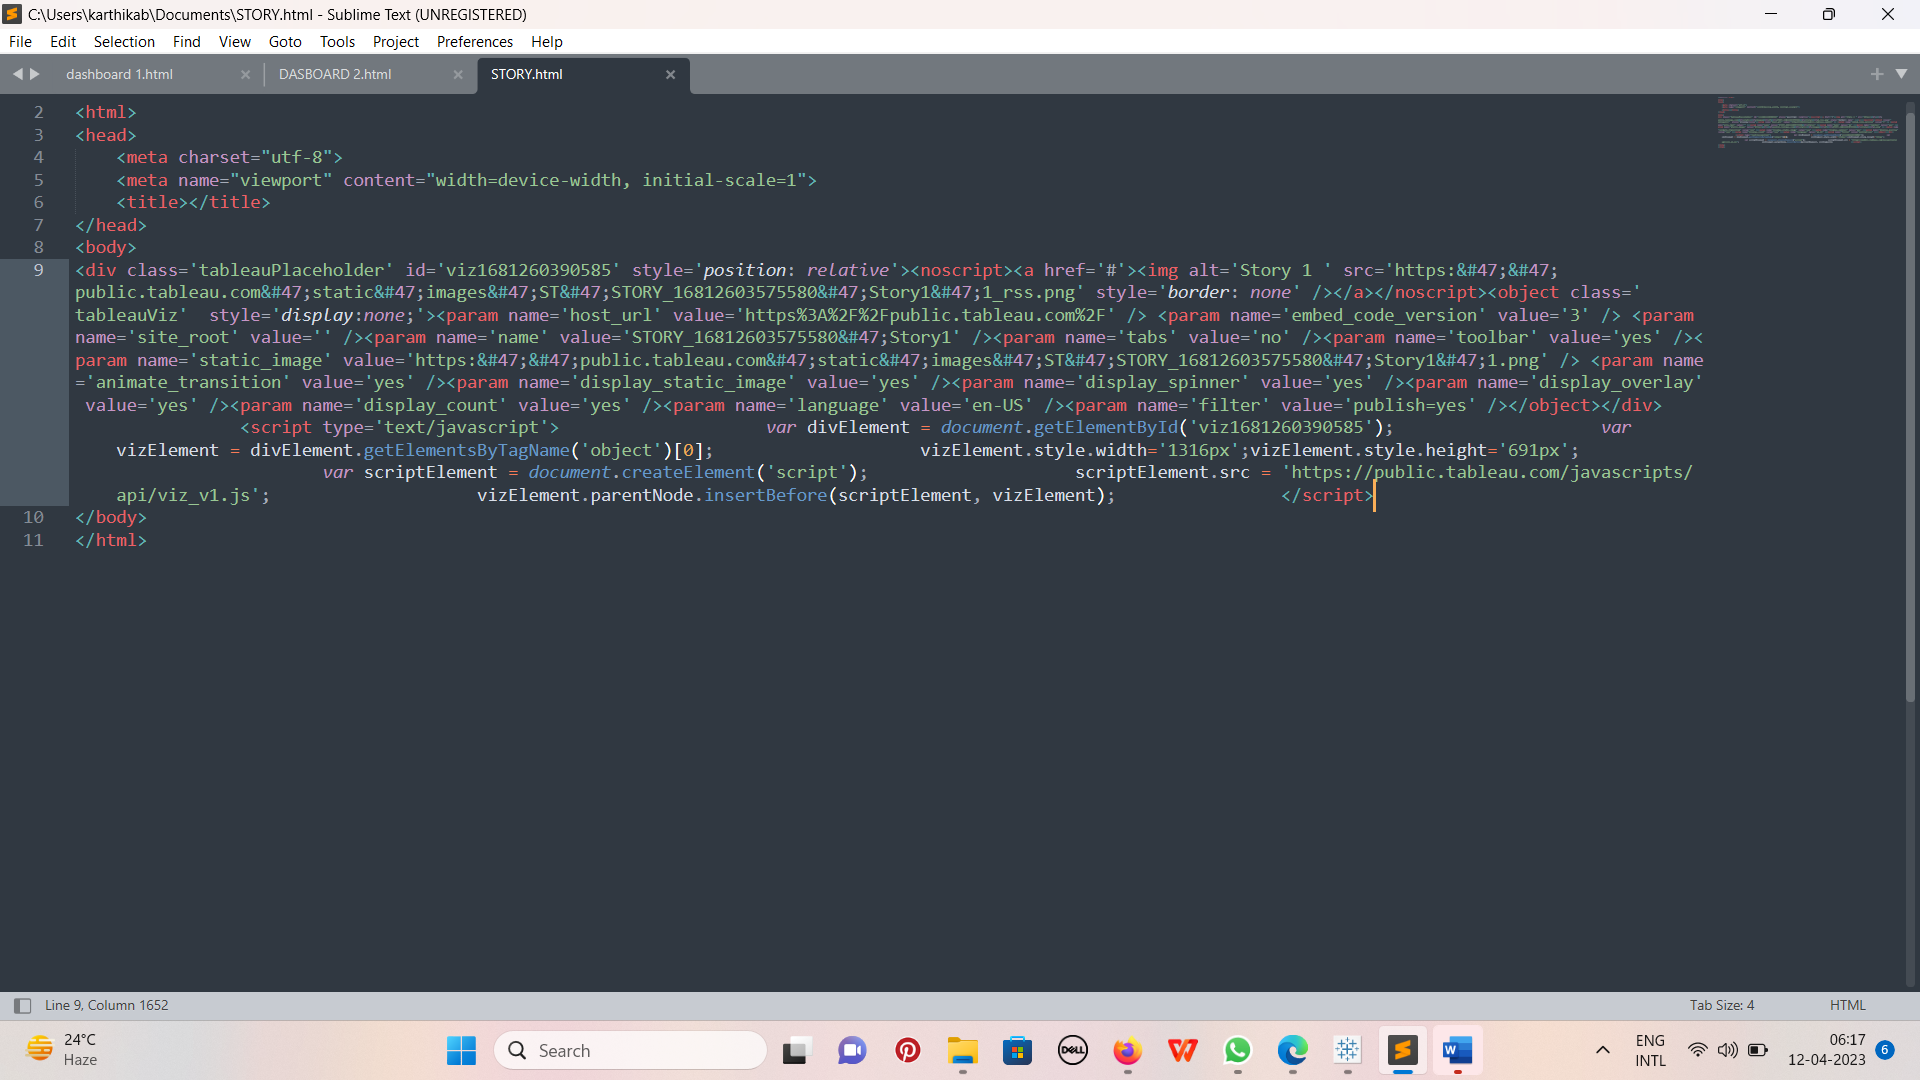 C:\Users\karthikab\Documents\STORY.html - Sublime Text (UNREGISTERED)
File Edit Selection Find View Goto Tools Project Preferences Help
dashboard 1.html DASBOARD 2.html STORY.html
2 <html>
3 <head>
4 <meta charset="utf-8">
5 <meta name="viewport" content="width=device-width, initial-scale=1">
6 <title></title>
7 </head>
8 <body>
9 <div class='tableauPlaceholder' id='viz1681260390585' style='position: relative'><noscript><a href='#'><img alt='Story 1 ' src='https:&#47;&#47;
public.tableau.com&#47;static&#47;images&#47;ST&#47;STORY_16812603575580&#47;Story1&#47;1_rss.png' style='border: none' /></a></noscript><object class='
tableauViz'  style='display:none;'><param name='host_url' value='https%3A%2F%2Fpublic.tableau.com%2F' /> <param name='embed_code_version' value='3' /> <param
name='site_root' value='' /><param name='name' value='STORY_16812603575580&#47;Story1' /><param name='tabs' value='no' /><param name='toolbar' value='yes' /><
param name='static_image' value='https:&#47;&#47;public.tableau.com&#47;static&#47;images&#47;ST&#47;STORY_16812603575580&#47;Story1&#47;1.png' /> <param name
='animate_transition' value='yes' /><param name='display_static_image' value='yes' /><param name='display_spinner' value='yes' /><param name='display_overlay'
value='yes' /><param name='display_count' value='yes' /><param name='language' value='en-US' /><param name='filter' value='publish=yes' /></object></div>
<script type='text/javascript'> var divElement = document.getElementById('viz1681260390585'); var
vizElement = divElement.getElementsByTagName('object')[0]; vizElement.style.width='1316px';vizElement.style.height='691px';
var scriptElement = document.createElement('script'); scriptElement.src = 'https://public.tableau.com/javascripts/
api/viz_v1.js'; vizElement.parentNode.insertBefore(scriptElement, vizElement); </script>
10 </body>
11 </html>
Line 9, Column 1652 Tab Size: 4 HTML
24°C
Haze
Search
DELL
ENG
INTL
06:17
12-04-2023
6